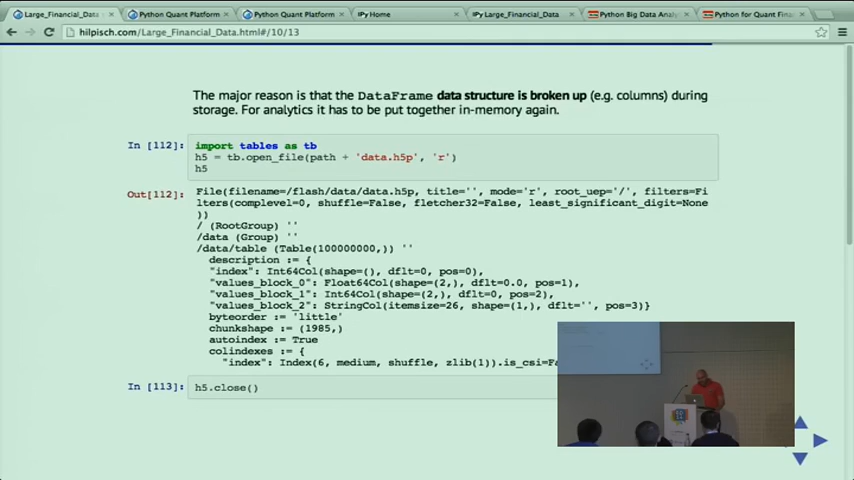 Large_Financial_Data
Python Quant Platform
Python Quant Platform
IPy Home
IPy Large_Financial_Data
Python Big Data Anal
Python for Quant Fina
hilpisch.com/Large_Financial_Data.html#/10/13
The major reason is that the DataFrame data structure is broken up (e.g. columns) during
storage. For analytics it has to be put together in-memory again.
In [112]:
import tables as tb
h5 = tb.open_file(path + 'data.h5p', 'r')
h5
Out[112]:
File(filename=/flash/data/data.h5p, title='', mode='r', root_uep='/', filters=Fi
lters(complevel=0, shuffle=False, fletcher32=False, least_significant_digit=None
))
/ (RootGroup) ''
/data (Group) ''
/data/table (Table(100000000,)) ''
description := {
"index": Int64Col(shape=(), dflt=0, pos=0),
"values_block_0": Float64Col(shape=(2,), dflt=0.0, pos=1),
"values_block_1": Int64Col(shape=(2,), dflt=0, pos=2),
"values_block_2": StringCol(itemsize=26, shape=(1,), dflt='', pos=3)}
byteorder := 'little'
chunkshape := (1985,)
autoindex := True
colindexes := {
"index": Index(6, medium, shuffle, zlib(1)).is_csi=Fa
In [113]:
h5.close()